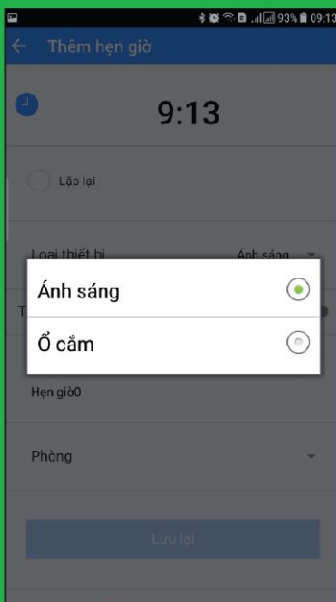 93% 09:13
Thêm hẹn giờ
9:13
Lặp lại
Loại thiết bị Ánh sáng
Ánh sáng
T
Ổ cắm
Hẹn giờ0
Phòng
Lưu lại